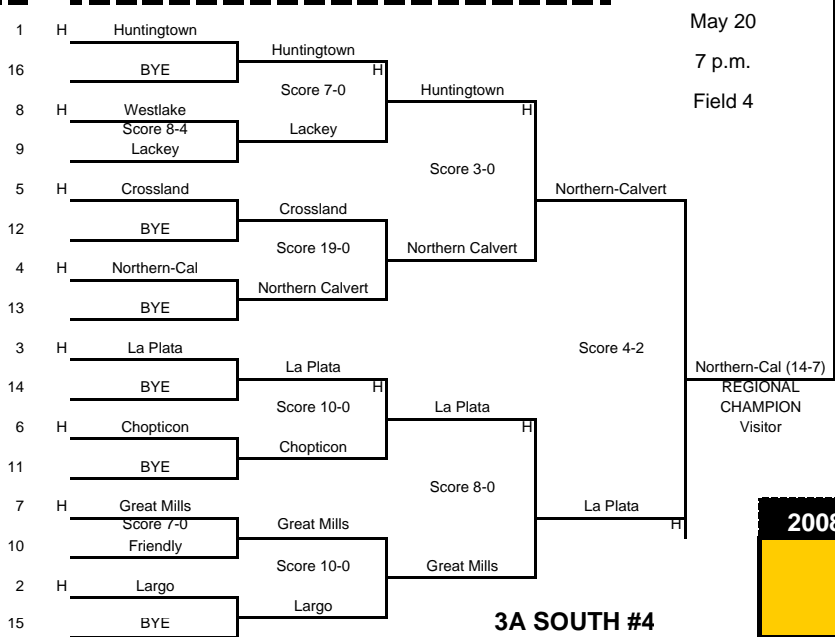 May 20
7 p.m.
Field 4
1 H Huntingtown
Huntingtown
16 BYE
H
Score 7-0
Huntingtown
8 H Westlake
H
Score 8-4
Lackey
9 Lackey
Score 3-0
5 H Crossland
Northern-Calvert
Crossland
12 BYE
Score 19-0
Northern Calvert
4 H Northern-Cal
Northern Calvert
13 BYE
3 H La Plata
Score 4-2
La Plata
Northern-Cal (14-7)
14 BYE
H
REGIONAL
Score 10-0
La Plata
CHAMPION
6 H Chopticon
H
Visitor
Chopticon
11 BYE
Score 8-0
7 H Great Mills
La Plata
Score 7-0
Great Mills
H
2008
10 Friendly
Score 10-0
Great Mills
2 H Largo
Largo
15 BYE
3A SOUTH #4